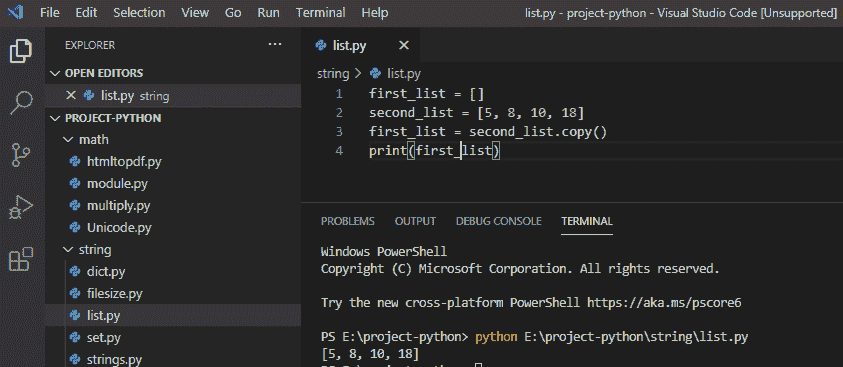 File Edit Selection View Go Run Terminal Help list.py - project-python - Visual Studio Code [Unsupported]
EXPLORER
OPEN EDITORS
list.py string
PROJECT-PYTHON
math
htmltopdf.py
module.py
multiply.py
Unicode.py
string
dict.py
filesize.py
list.py
set.py
strings.py
list.py
string > list.py
1 first_list = []
2 second_list = [5, 8, 10, 18]
3 first_list = second_list.copy()
4 print(first_list)
PROBLEMS OUTPUT DEBUG CONSOLE TERMINAL
Windows PowerShell
Copyright (C) Microsoft Corporation. All rights reserved.
Try the new cross-platform PowerShell https://aka.ms/pscore6
PS E:\project-python> python E:\project-python\string\list.py
[5, 8, 10, 18]